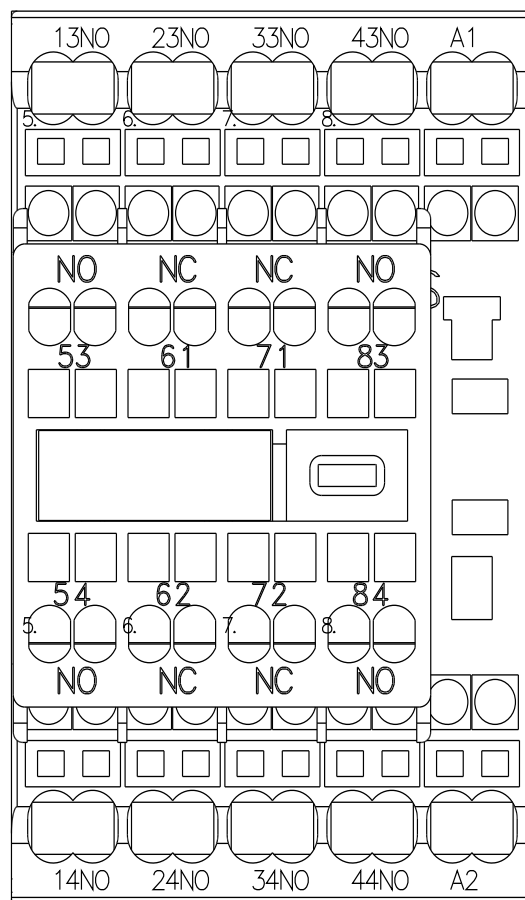 13NO 23NO 33NO 43NO A1
5. 6. 7. 8.
NO NC NC NO
53 61 71 83
54 62 72 84
5. 6. 7. 8.
NO NC NC NO
14NO 24NO 34NO 44NO A2